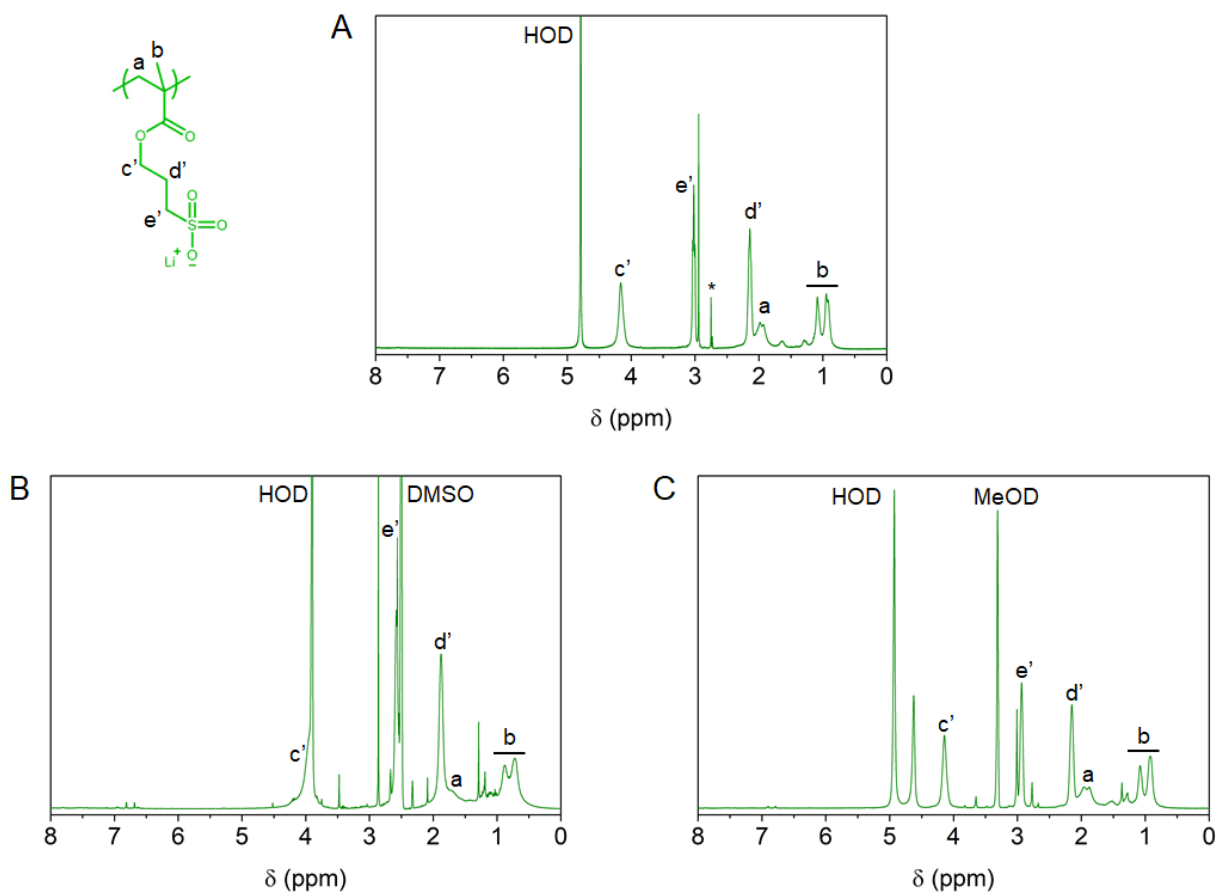 A
a
b
O
O
c'
d'
e'
O
S
O
O
−
Li+
HOD
c'
e'
*
d'
a
b
8 7 6 5 4 3 2 1 0
δ (ppm)
B
HOD
DMSO
c'
e'
d'
a
b
8 7 6 5 4 3 2 1 0
δ (ppm)
C
HOD
MeOD
c'
e'
d'
a
b
8 7 6 5 4 3 2 1 0
δ (ppm)